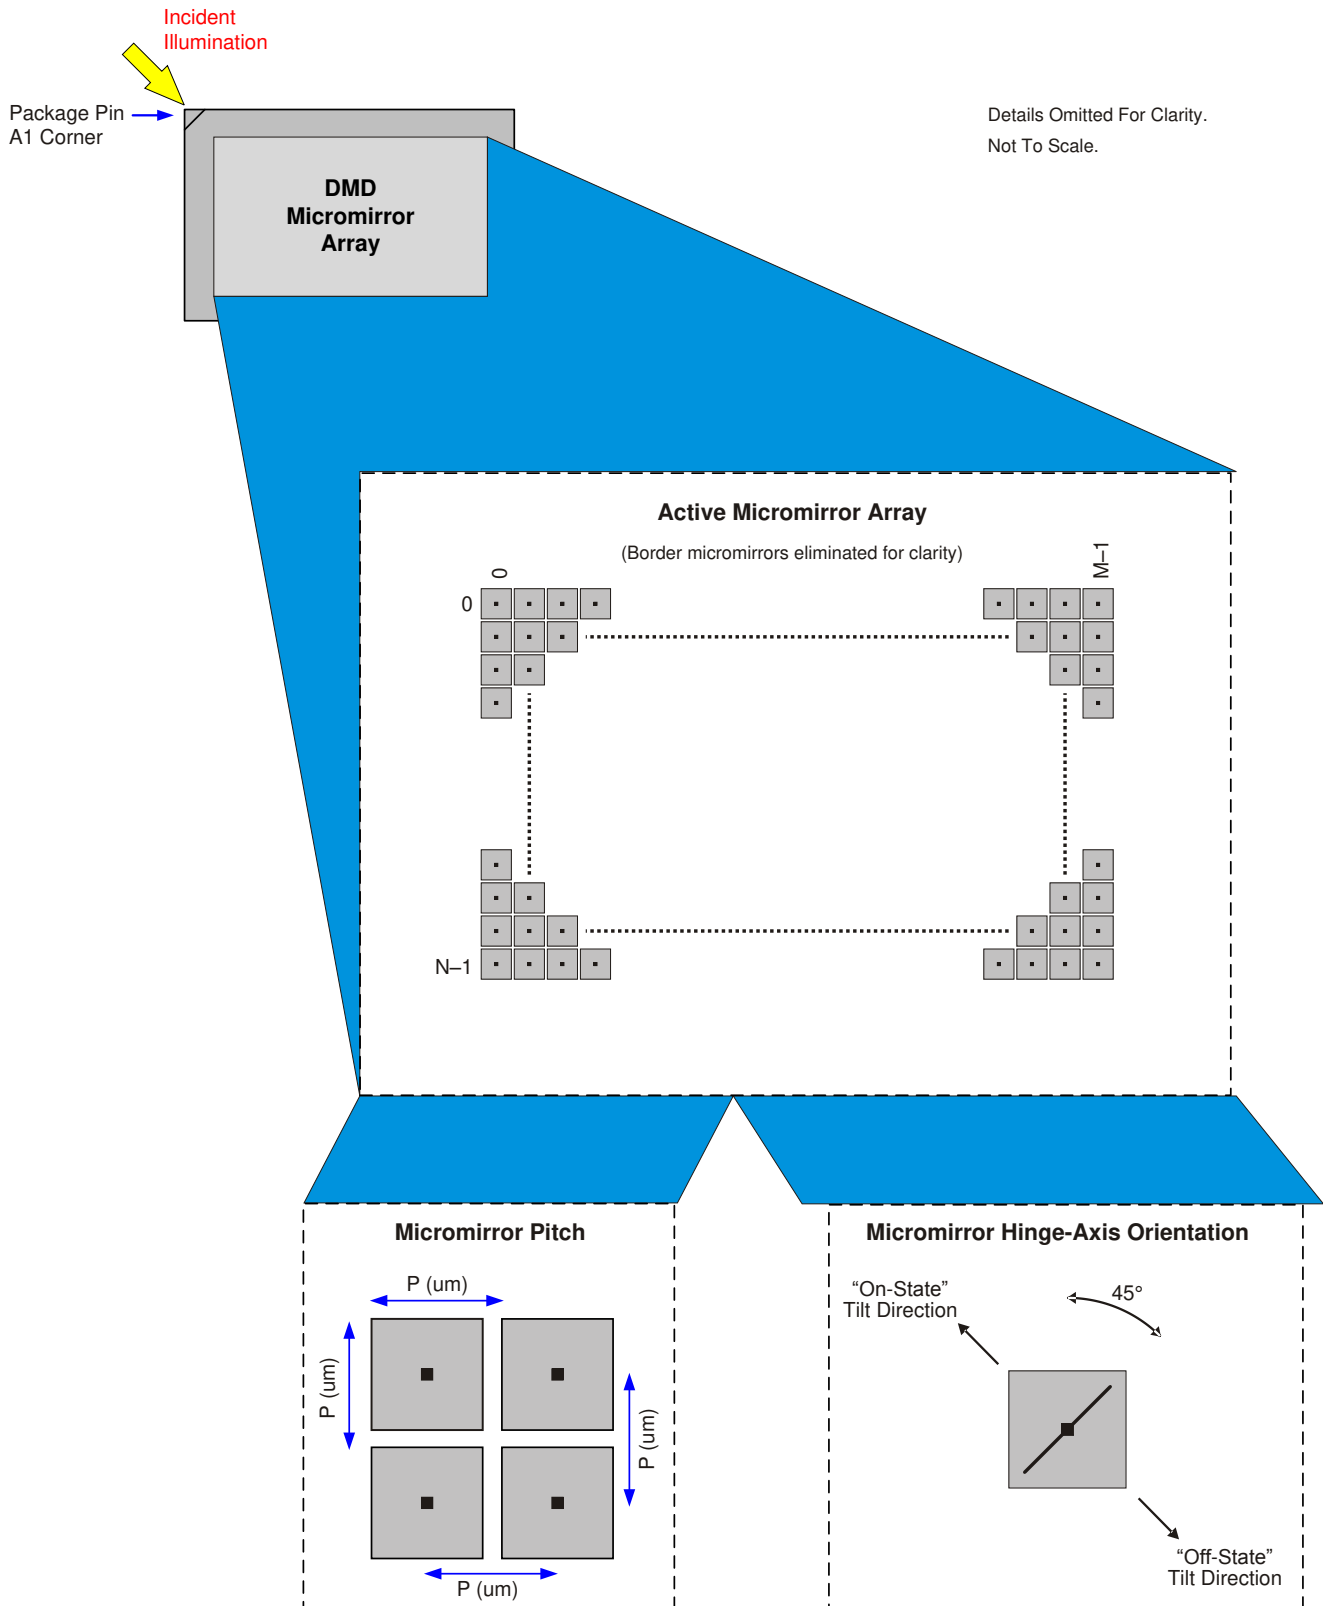 Incident
Illumination
Package Pin
A1 Corner
Details Omitted For Clarity.
Not To Scale.
DMD
Micromirror
Array
Active Micromirror Array
(Border micromirrors eliminated for clarity)
0
M–1
0
N–1
Micromirror Pitch
P (um)
P (um)
P (um)
P (um)
Micromirror Hinge-Axis Orientation
“On-State”
Tilt Direction
45°
“Off-State”
Tilt Direction